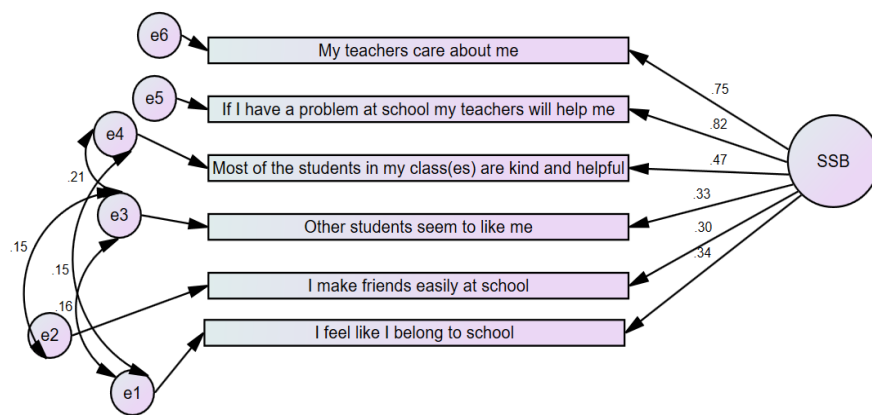 e6
My teachers care about me
.75
e5
If I have a problem at school my teachers will help me
.82
e4
Most of the students in my class(es) are kind and helpful
.47
SSB
.21
e3
Other students seem to like me
.33
.15
.15
.30
.16
e2
I make friends easily at school
.34
e1
I feel like I belong to school